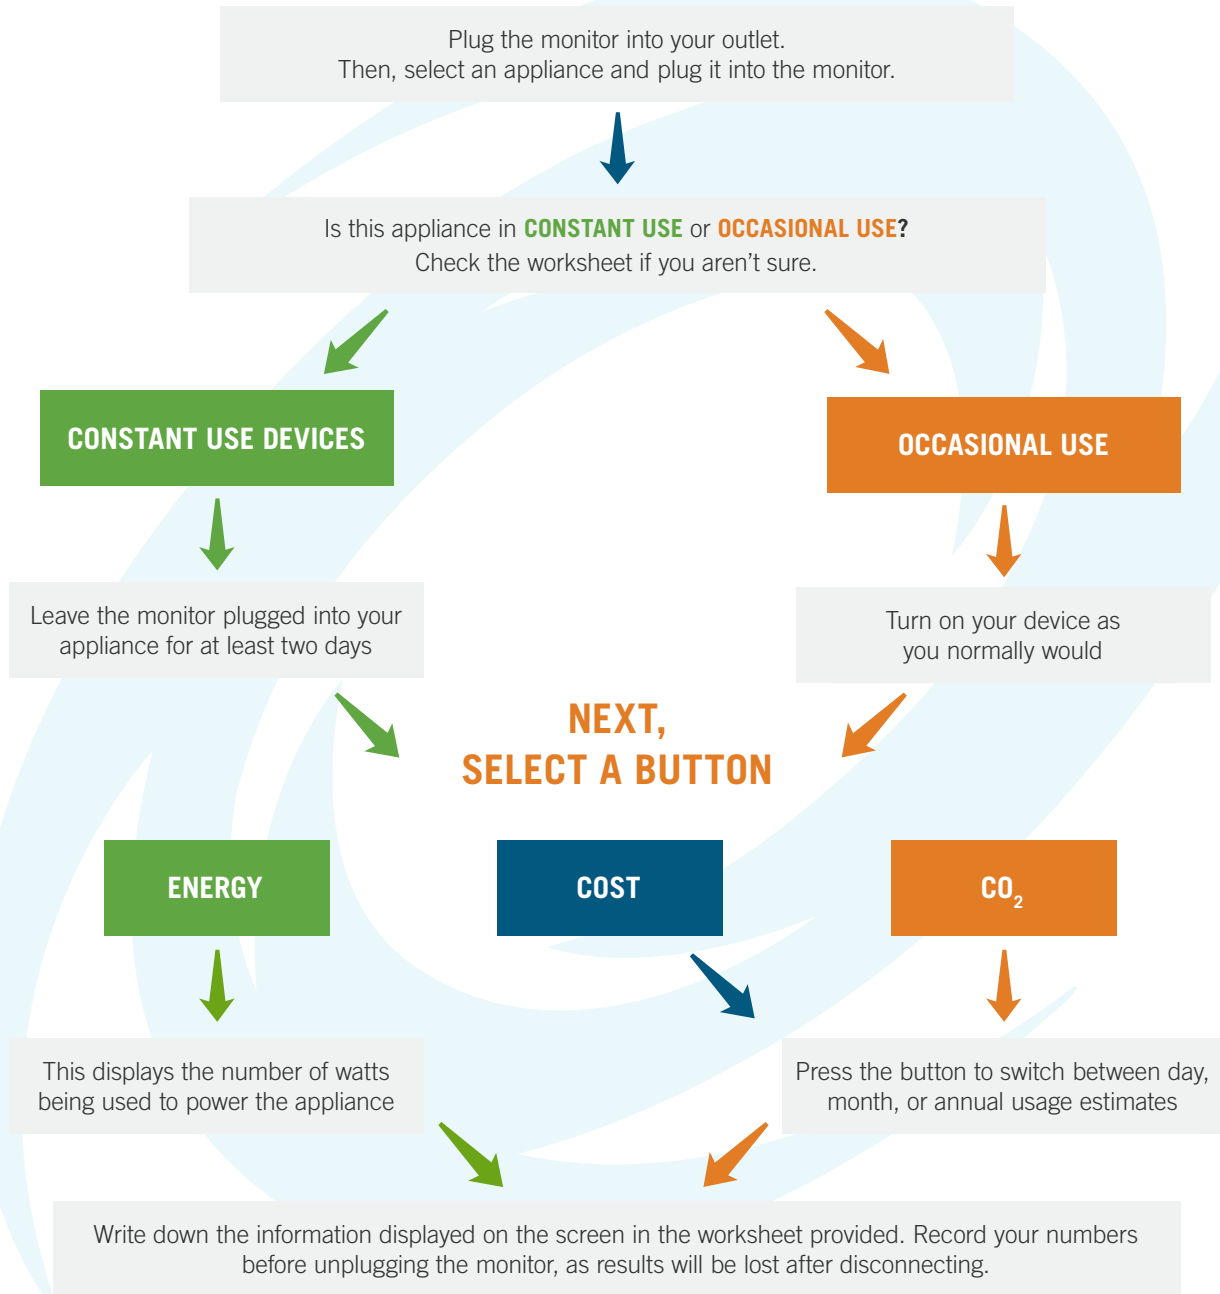 Plug the monitor into your outlet.
Then, select an appliance and plug it into the monitor.
Is this appliance in CONSTANT USE or OCCASIONAL USE?
Check the worksheet if you aren’t sure.
CONSTANT USE DEVICES
OCCASIONAL USE
Leave the monitor plugged into your
appliance for at least two days
Turn on your device as
you normally would
NEXT,
SELECT A BUTTON
ENERGY
COST
CO₂
This displays the number of watts
being used to power the appliance
Press the button to switch between day,
month, or annual usage estimates
Write down the information displayed on the screen in the worksheet provided. Record your numbers
before unplugging the monitor, as results will be lost after disconnecting.